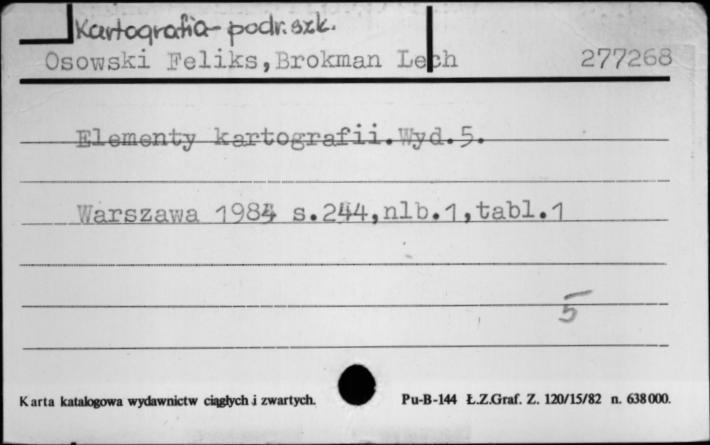 Kartografia - podr. szk.
Osowski Feliks,Brokman Lech 277268
Elementy kartografii.Wyd.5.
Warszawa 1984 s.244,nlb.1,tabl.1
5
Karta katalogowa wydawnictw ciągłych i zwartych. Pu-B-144 Ł.Z.Graf. Z. 120/15/82 n. 638000.